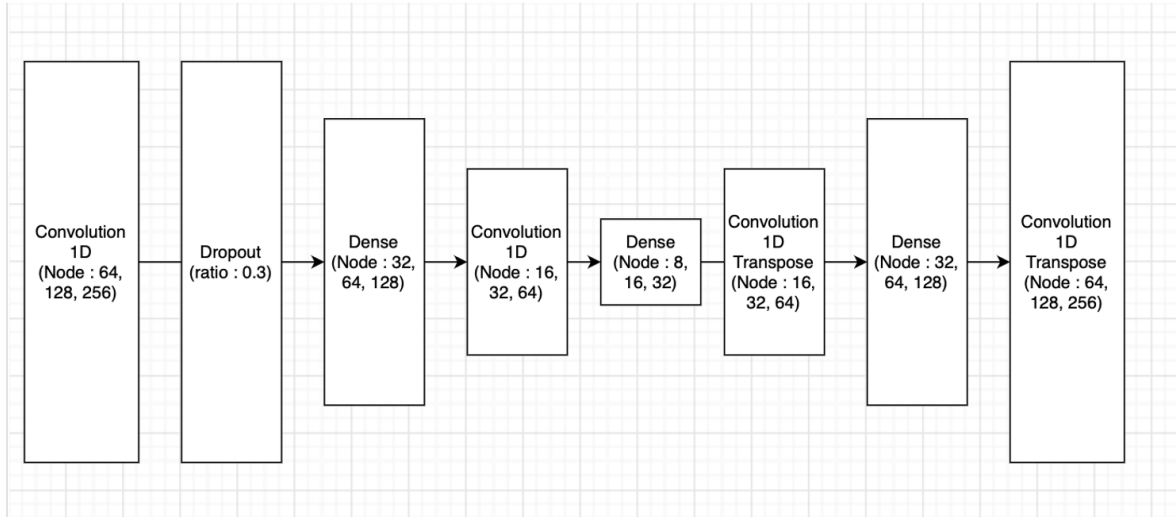 Convolution
1D
(Node : 64,
128, 256)
Dropout
(ratio : 0.3)
Dense
(Node : 32,
64, 128)
Convolution
1D
(Node : 16,
32, 64)
Dense
(Node : 8,
16, 32)
Convolution
1D
Transpose
(Node : 16,
32, 64)
Dense
(Node : 32,
64, 128)
Convolution
1D
Transpose
(Node : 64,
128, 256)